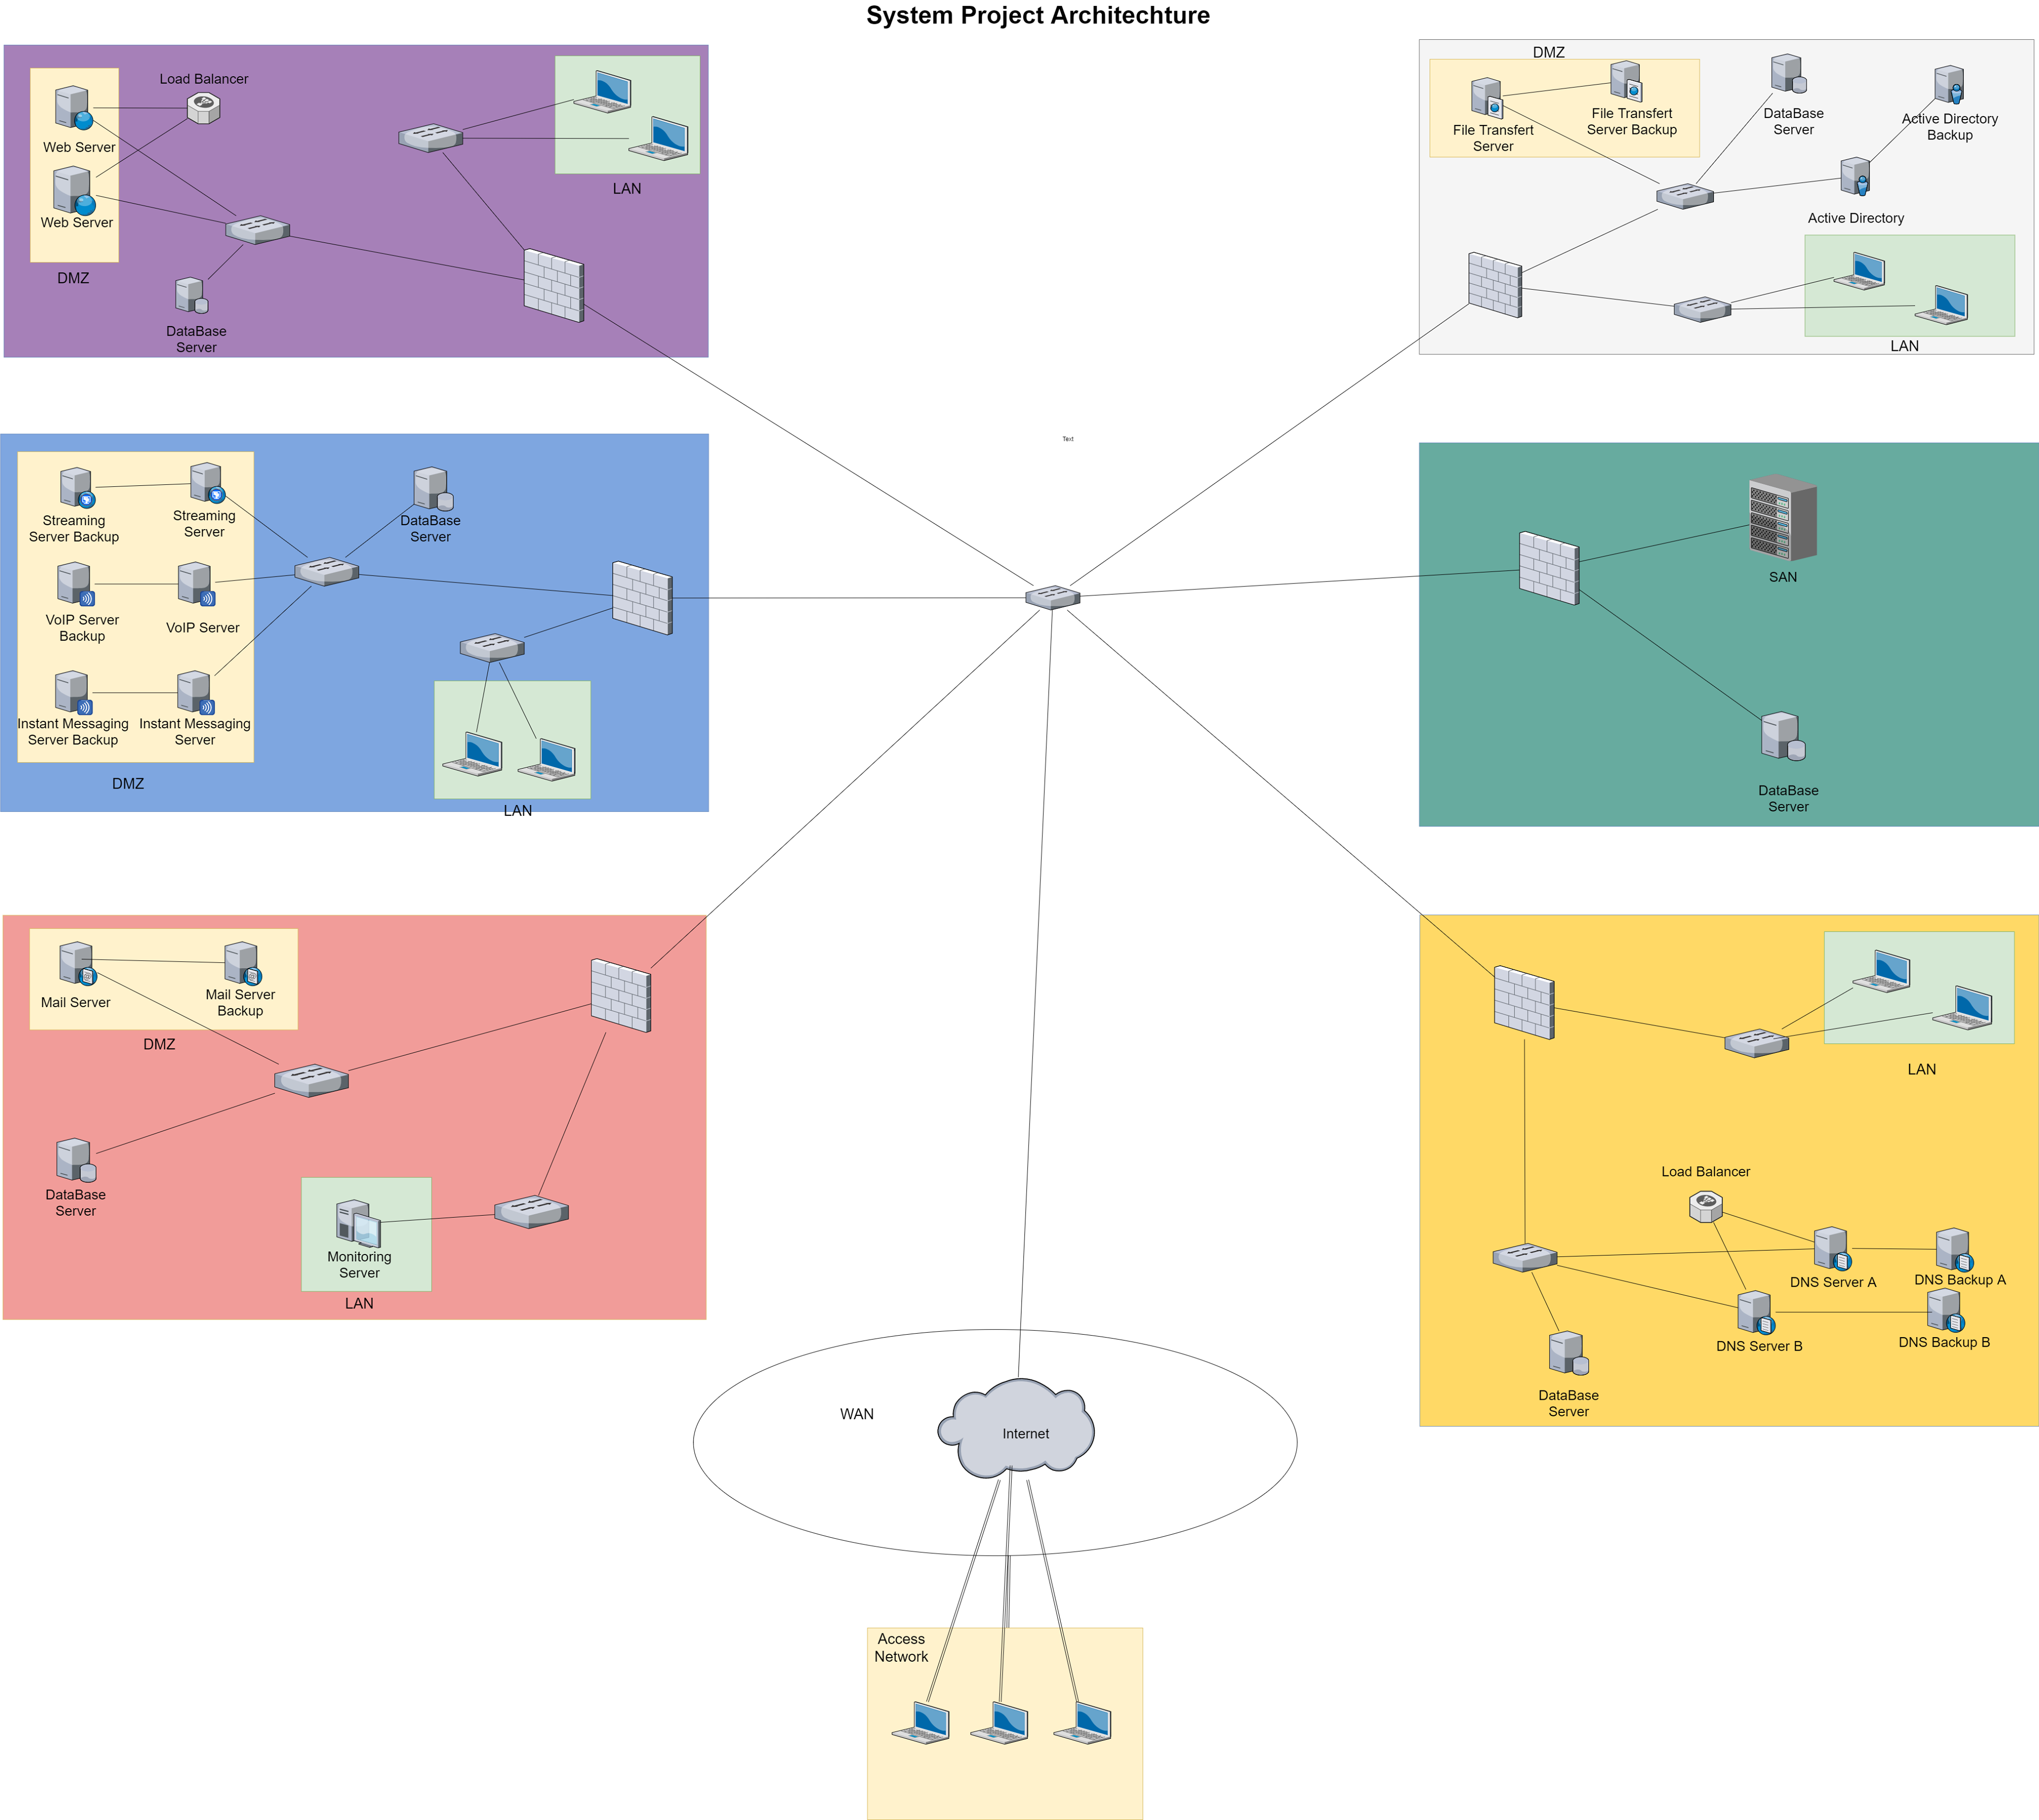 System Project Architechture
Load Balancer
Web Server
Web Server
DMZ
DataBase
Server
LAN
DMZ
File Transfert
Server
File Transfert
Server Backup
DataBase
Server
Active Directory
Backup
Active Directory
LAN
Text
Streaming
Server Backup
Streaming
Server
DataBase
Server
VoIP Server
Backup
VoIP Server
Instant Messaging
Server Backup
Instant Messaging
Server
DMZ
LAN
SAN
DataBase
Server
Mail Server
Mail Server
Backup
DMZ
DataBase
Server
Monitoring
Server
LAN
LAN
Load Balancer
DNS Server A
DNS Backup A
DNS Server B
DNS Backup B
DataBase
Server
WAN
Internet
Access
Network